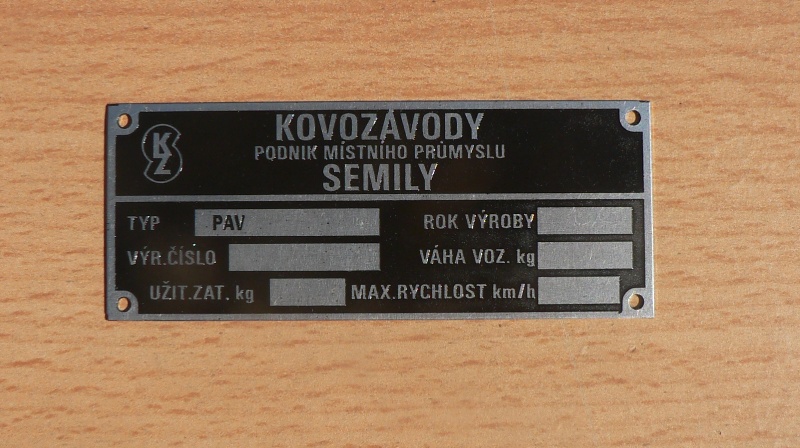 KZ
KOVOZÁVODY
PODNIK MÍSTNÍHO PRŮMYSLU
SEMILY
TYP PAV ROK VÝROBY
VÝR.ČÍSLO VÁHA VOZ. kg
UŽIT.ZAT. kg MAX.RYCHLOST km/h